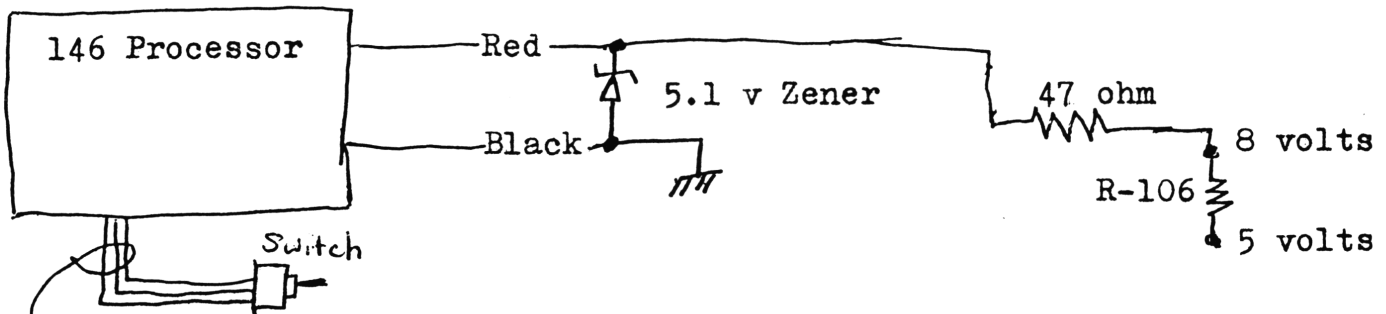 146 Processor
Red
5.1 v Zener
47 ohm
Black
8 volts
R-106
5 volts
Switch